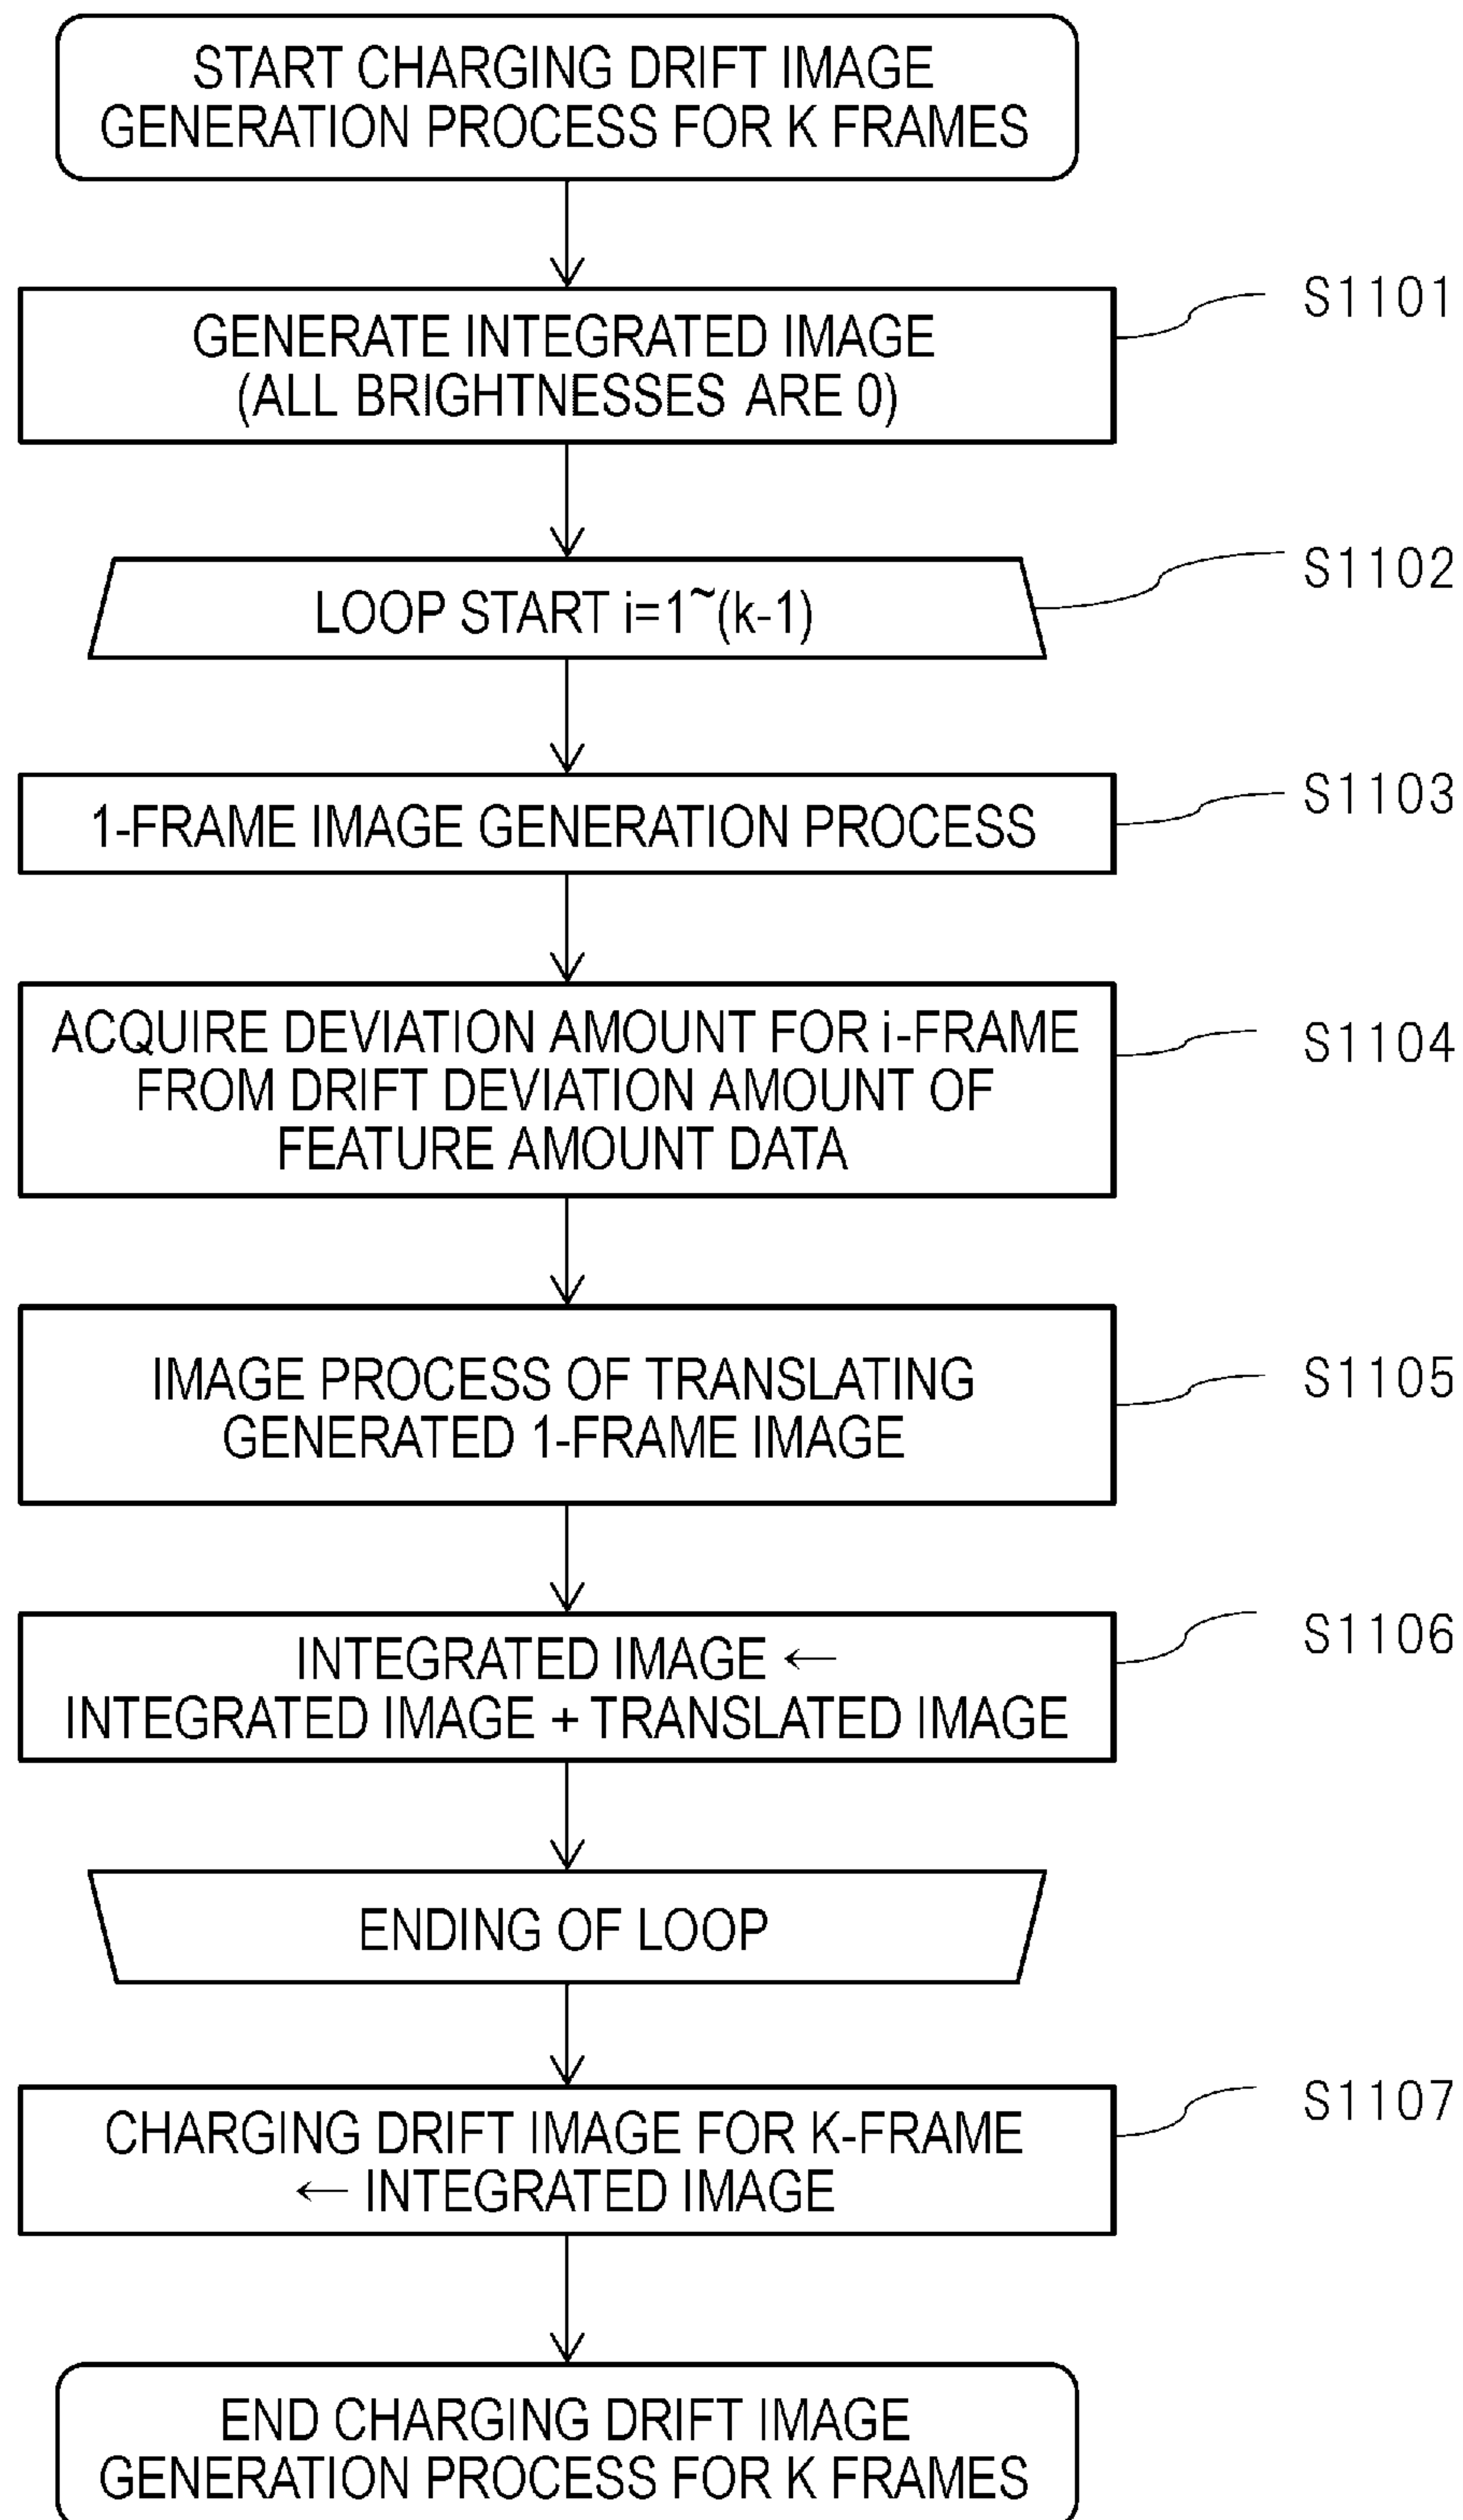 START CHARGING DRIFT IMAGE
GENERATION PROCESS FOR K FRAMES
S1101
GENERATE INTEGRATED IMAGE
(ALL BRIGHTNESSES ARE 0)
S1102
LOOP START i=1~(k-1)
S1103
1-FRAME IMAGE GENERATION PROCESS
S1104
ACQUIRE DEVIATION AMOUNT FOR i-FRAME
FROM DRIFT DEVIATION AMOUNT OF
FEATURE AMOUNT DATA
S1105
IMAGE PROCESS OF TRANSLATING
GENERATED 1-FRAME IMAGE
S1106
INTEGRATED IMAGE ←
INTEGRATED IMAGE + TRANSLATED IMAGE
ENDING OF LOOP
S1107
CHARGING DRIFT IMAGE FOR K-FRAME
← INTEGRATED IMAGE
END CHARGING DRIFT IMAGE
GENERATION PROCESS FOR K FRAMES